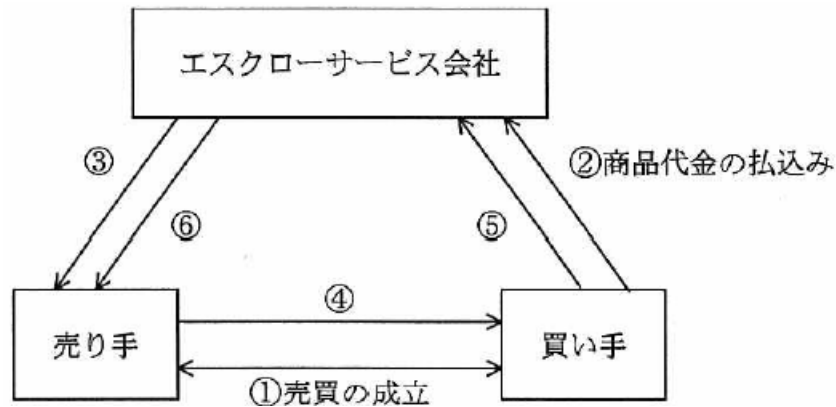 エスクローサービス会社
③
②商品代金の払込み
⑥
⑤
売り手
④
買い手
①売買の成立